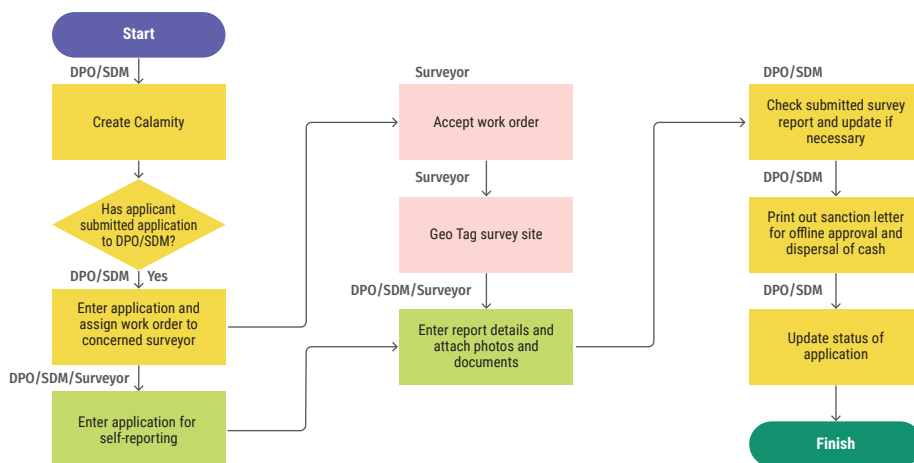 Start
DPO/SDM
Create Calamity
Has applicant
submitted application
to DPO/SDM?
DPO/SDM Yes
Enter application and
assign work order to
concerned surveyor
DPO/SDM/Surveyor
Enter application for
self-reporting
Surveyor
Accept work order
Surveyor
Geo Tag survey site
DPO/SDM/Surveyor
Enter report details and
attach photos and
documents
DPO/SDM
Check submitted survey
report and update if
necessary
DPO/SDM
Print out sanction letter
for offline approval and
dispersal of cash
DPO/SDM
Update status of
application
Finish